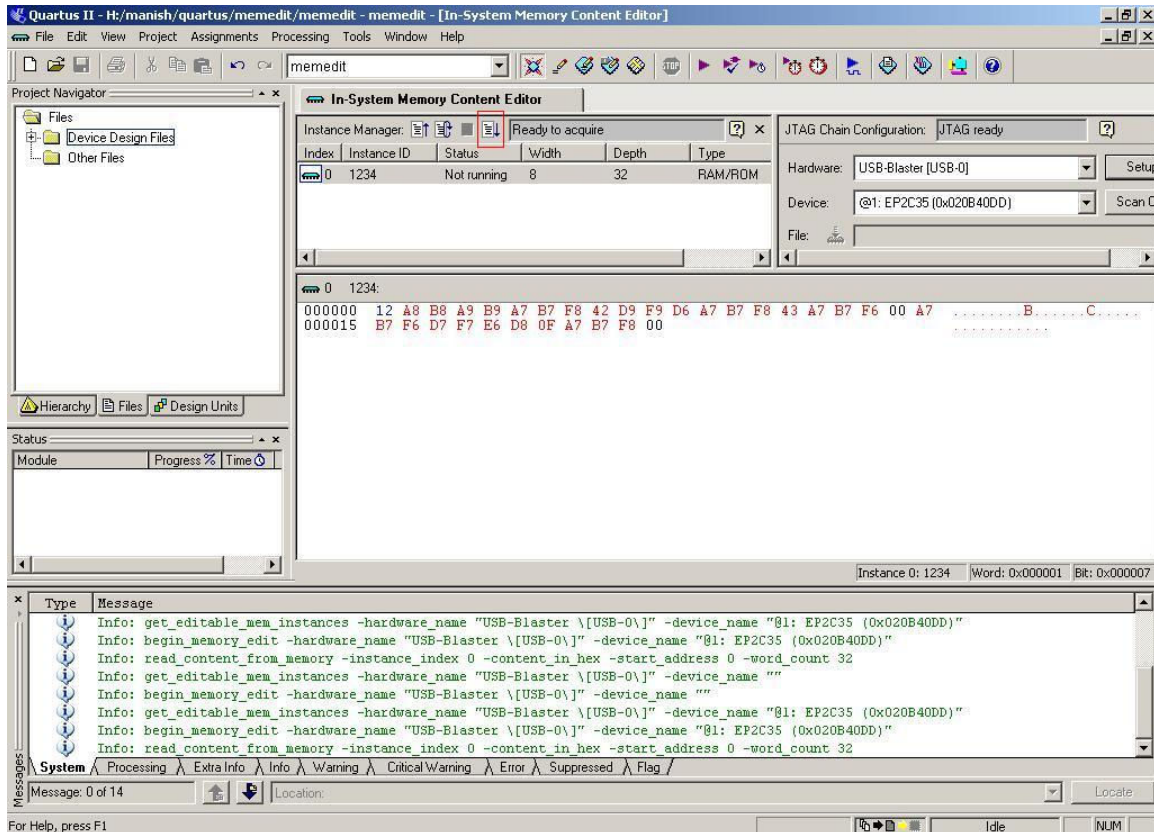 Quartus II - H:/manish/quartus/memedit/memedit - memedit - [In-System Memory Content Editor]
File Edit View Project Assignments Processing Tools Window Help
memedit
Project Navigator
Files
Device Design Files
Other Files
Hierarchy Files Design Units
Status
Module Progress % Time
In-System Memory Content Editor
Instance Manager: Ready to acquire
Index Instance ID Status Width Depth Type
0 1234 Not running 8 32 RAM/ROM
JTAG Chain Configuration: JTAG ready
Hardware: USB-Blaster [USB-0] Setu
Device: @1: EP2C35 (0x020B40DD) Scan C
File:
0 1234:
000000 12 A8 B8 A9 B9 A7 B7 F8 42 D9 F9 D6 A7 B7 F8 43 A7 B7 F6 00 A7 ........B......C.....
000015 B7 F6 D7 F7 E6 D8 0F A7 B7 F8 00 ...........
Instance 0: 1234 Word: 0x000001 Bit: 0x000007
Type Message
Info: get_editable_mem_instances -hardware_name "USB-Blaster \[USB-0\]" -device_name "@1: EP2C35 (0x020B40DD)"
Info: begin_memory_edit -hardware_name "USB-Blaster \[USB-0\]" -device_name "@1: EP2C35 (0x020B40DD)"
Info: read_content_from_memory -instance_index 0 -content_in_hex -start_address 0 -word_count 32
Info: get_editable_mem_instances -hardware_name "USB-Blaster \[USB-0\]" -device_name ""
Info: begin_memory_edit -hardware_name "USB-Blaster \[USB-0\]" -device_name ""
Info: get_editable_mem_instances -hardware_name "USB-Blaster \[USB-0\]" -device_name "@1: EP2C35 (0x020B40DD)"
Info: begin_memory_edit -hardware_name "USB-Blaster \[USB-0\]" -device_name "@1: EP2C35 (0x020B40DD)"
Info: read_content_from_memory -instance_index 0 -content_in_hex -start_address 0 -word_count 32
System Processing Extra Info Info Warning Critical Warning Error Suppressed Flag
Messages
Message: 0 of 14 Location: Locate
For Help, press F1 Idle NUM